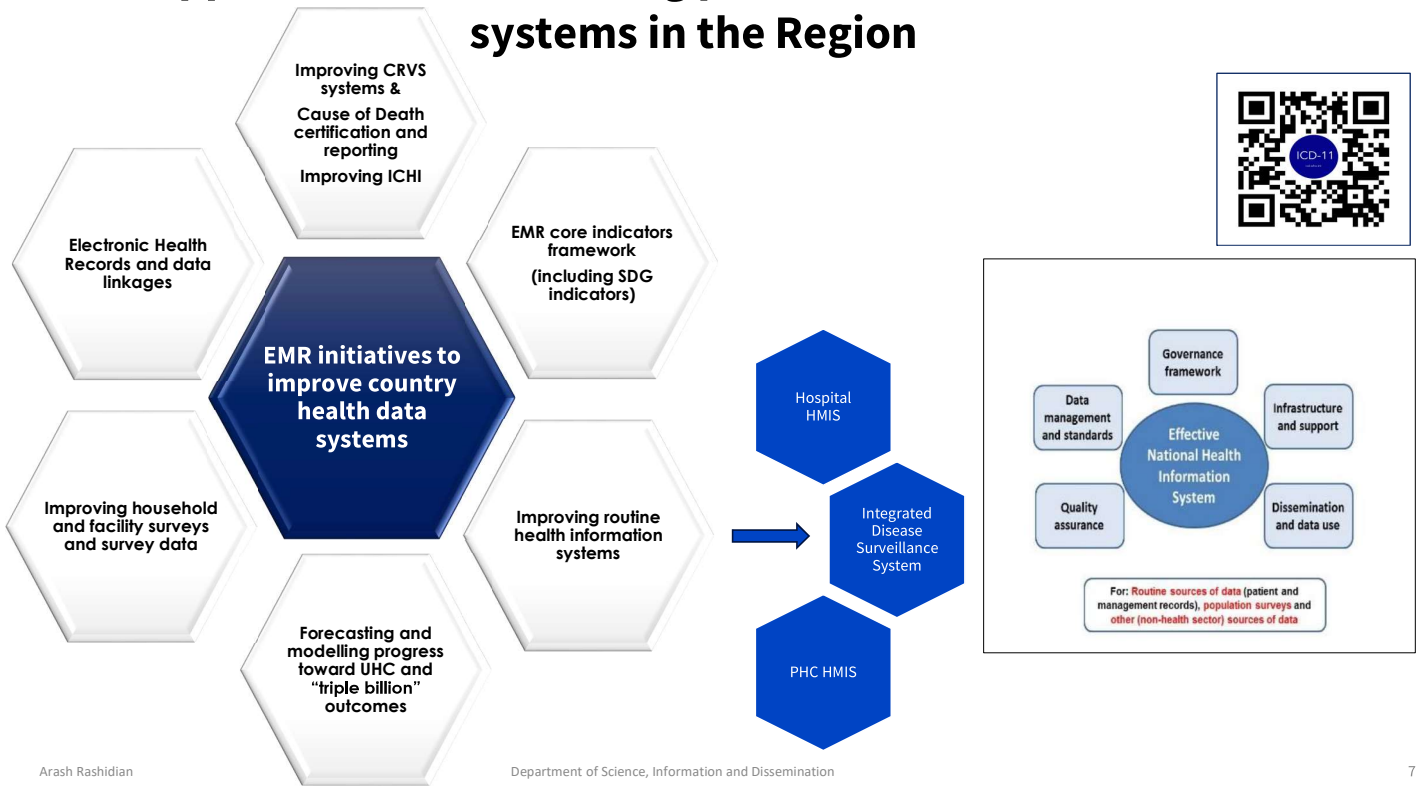 systems in the Region
Improving CRVS
systems &
Cause of Death
certification and
reporting
Improving ICHI
Electronic Health
Records and data
linkages
EMR core indicators
framework
(including SDG
indicators)
EMR initiatives to
improve country
health data
systems
Improving household
and facility surveys
and survey data
Improving routine
health information
systems
Forecasting and
modelling progress
toward UHC and
“triple billion”
outcomes
Hospital
HMIS
Integrated
Disease
Surveillance
System
PHC HMIS
ICD-11
Governance
framework
Data
management
and standards
Infrastructure
and support
Effective
National Health
Information
System
Quality
assurance
Dissemination
and data use
For: Routine sources of data (patient and
management records), population surveys and
other (non-health sector) sources of data
Arash Rashidian
Department of Science, Information and Dissemination
7